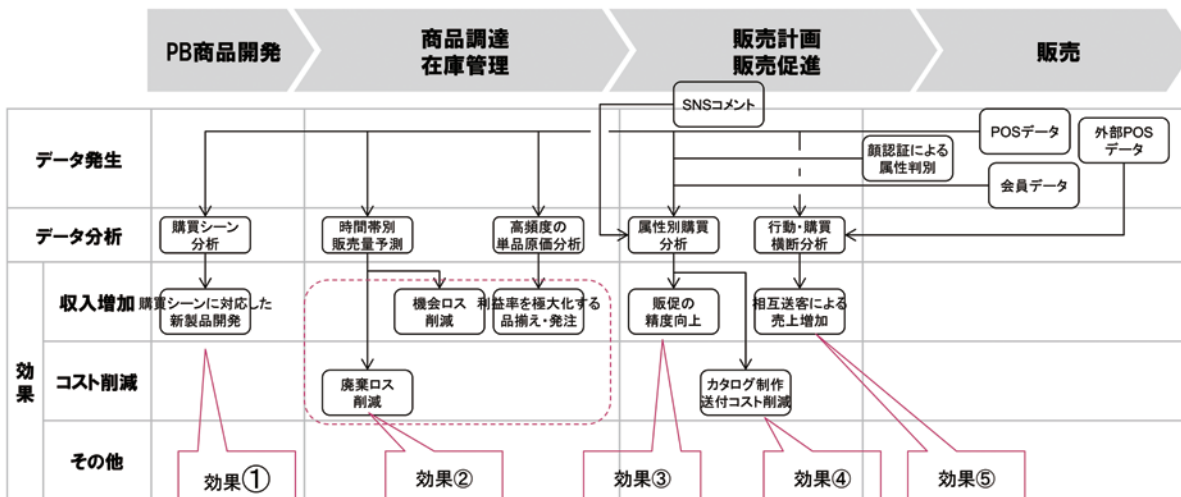 PB商品開発
商品調達
在庫管理
販売計画
販売促進
販売
データ発生
SNSコメント
POSデータ
外部POS
データ
顔認証による
属性判別
会員データ
データ分析
購買シーン
分析
時間帯別
販売量予測
高頻度の
単品原価分析
属性別購買
分析
行動・購買
横断分析
効果
収入増加
購買シーンに対応した
新製品開発
機会ロス
削減
利益率を極大化する
品揃え・発注
販促の
精度向上
相互送客による
売上増加
コスト削減
廃棄ロス
削減
カタログ制作
送付コスト削減
その他
効果①
効果②
効果③
効果④
効果⑤